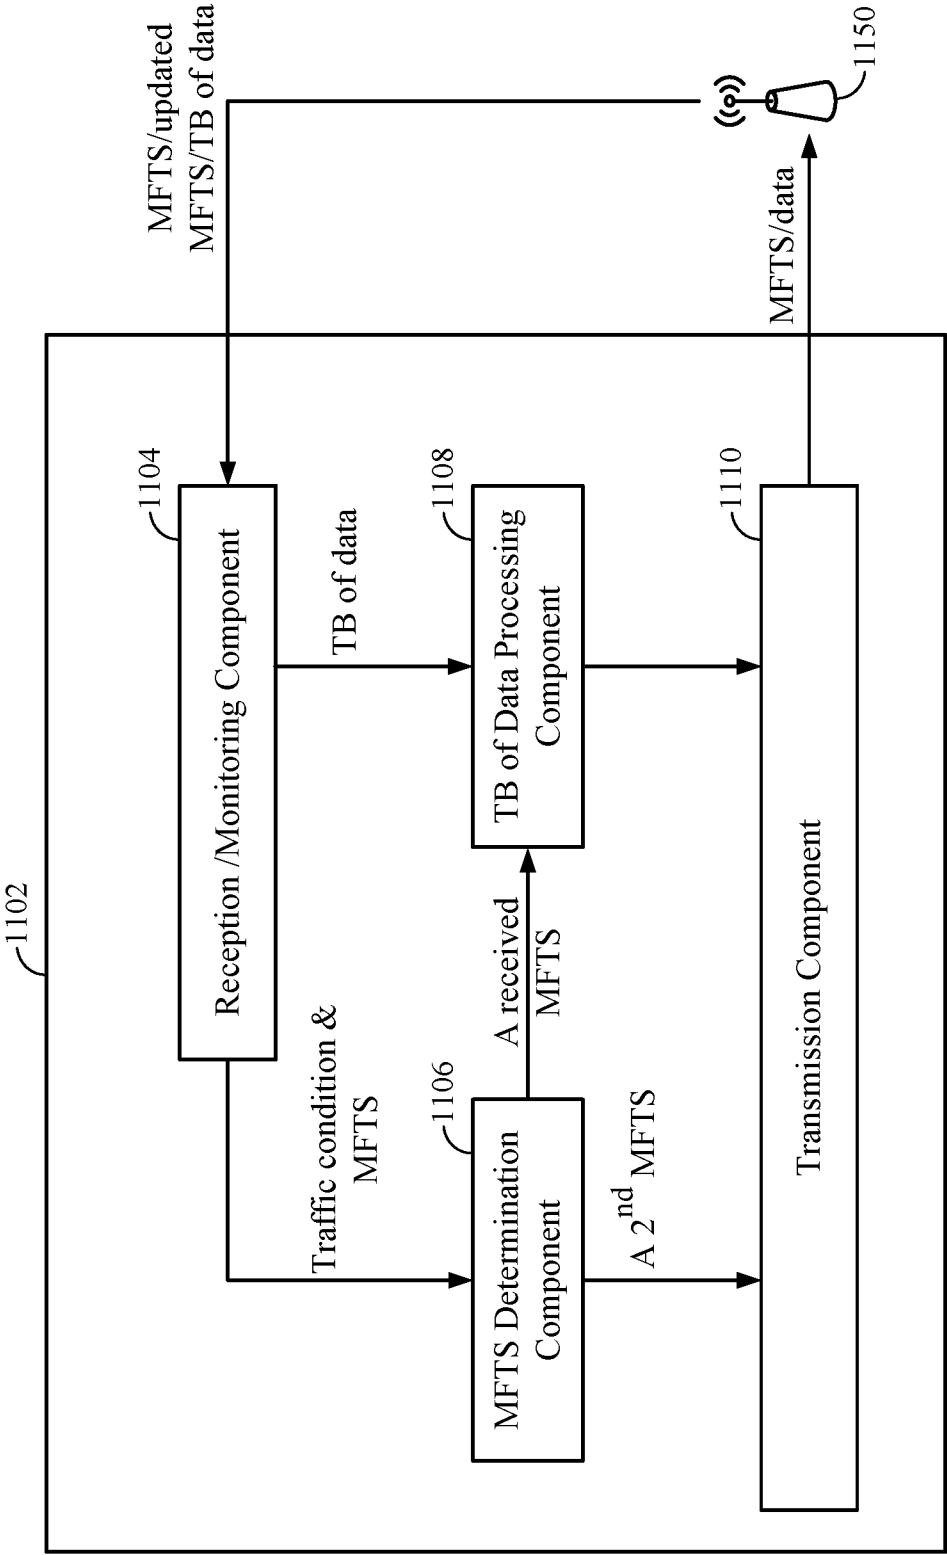 1102
1104
Reception /Monitoring Component
MFTS/updated
MFTS/TB of data
Traffic condition &
MFTS
TB of data
1106
MFTS Determination
Component
A received
MFTS
1108
TB of Data Processing
Component
A 2nd MFTS
1110
Transmission Component
MFTS/data
1150